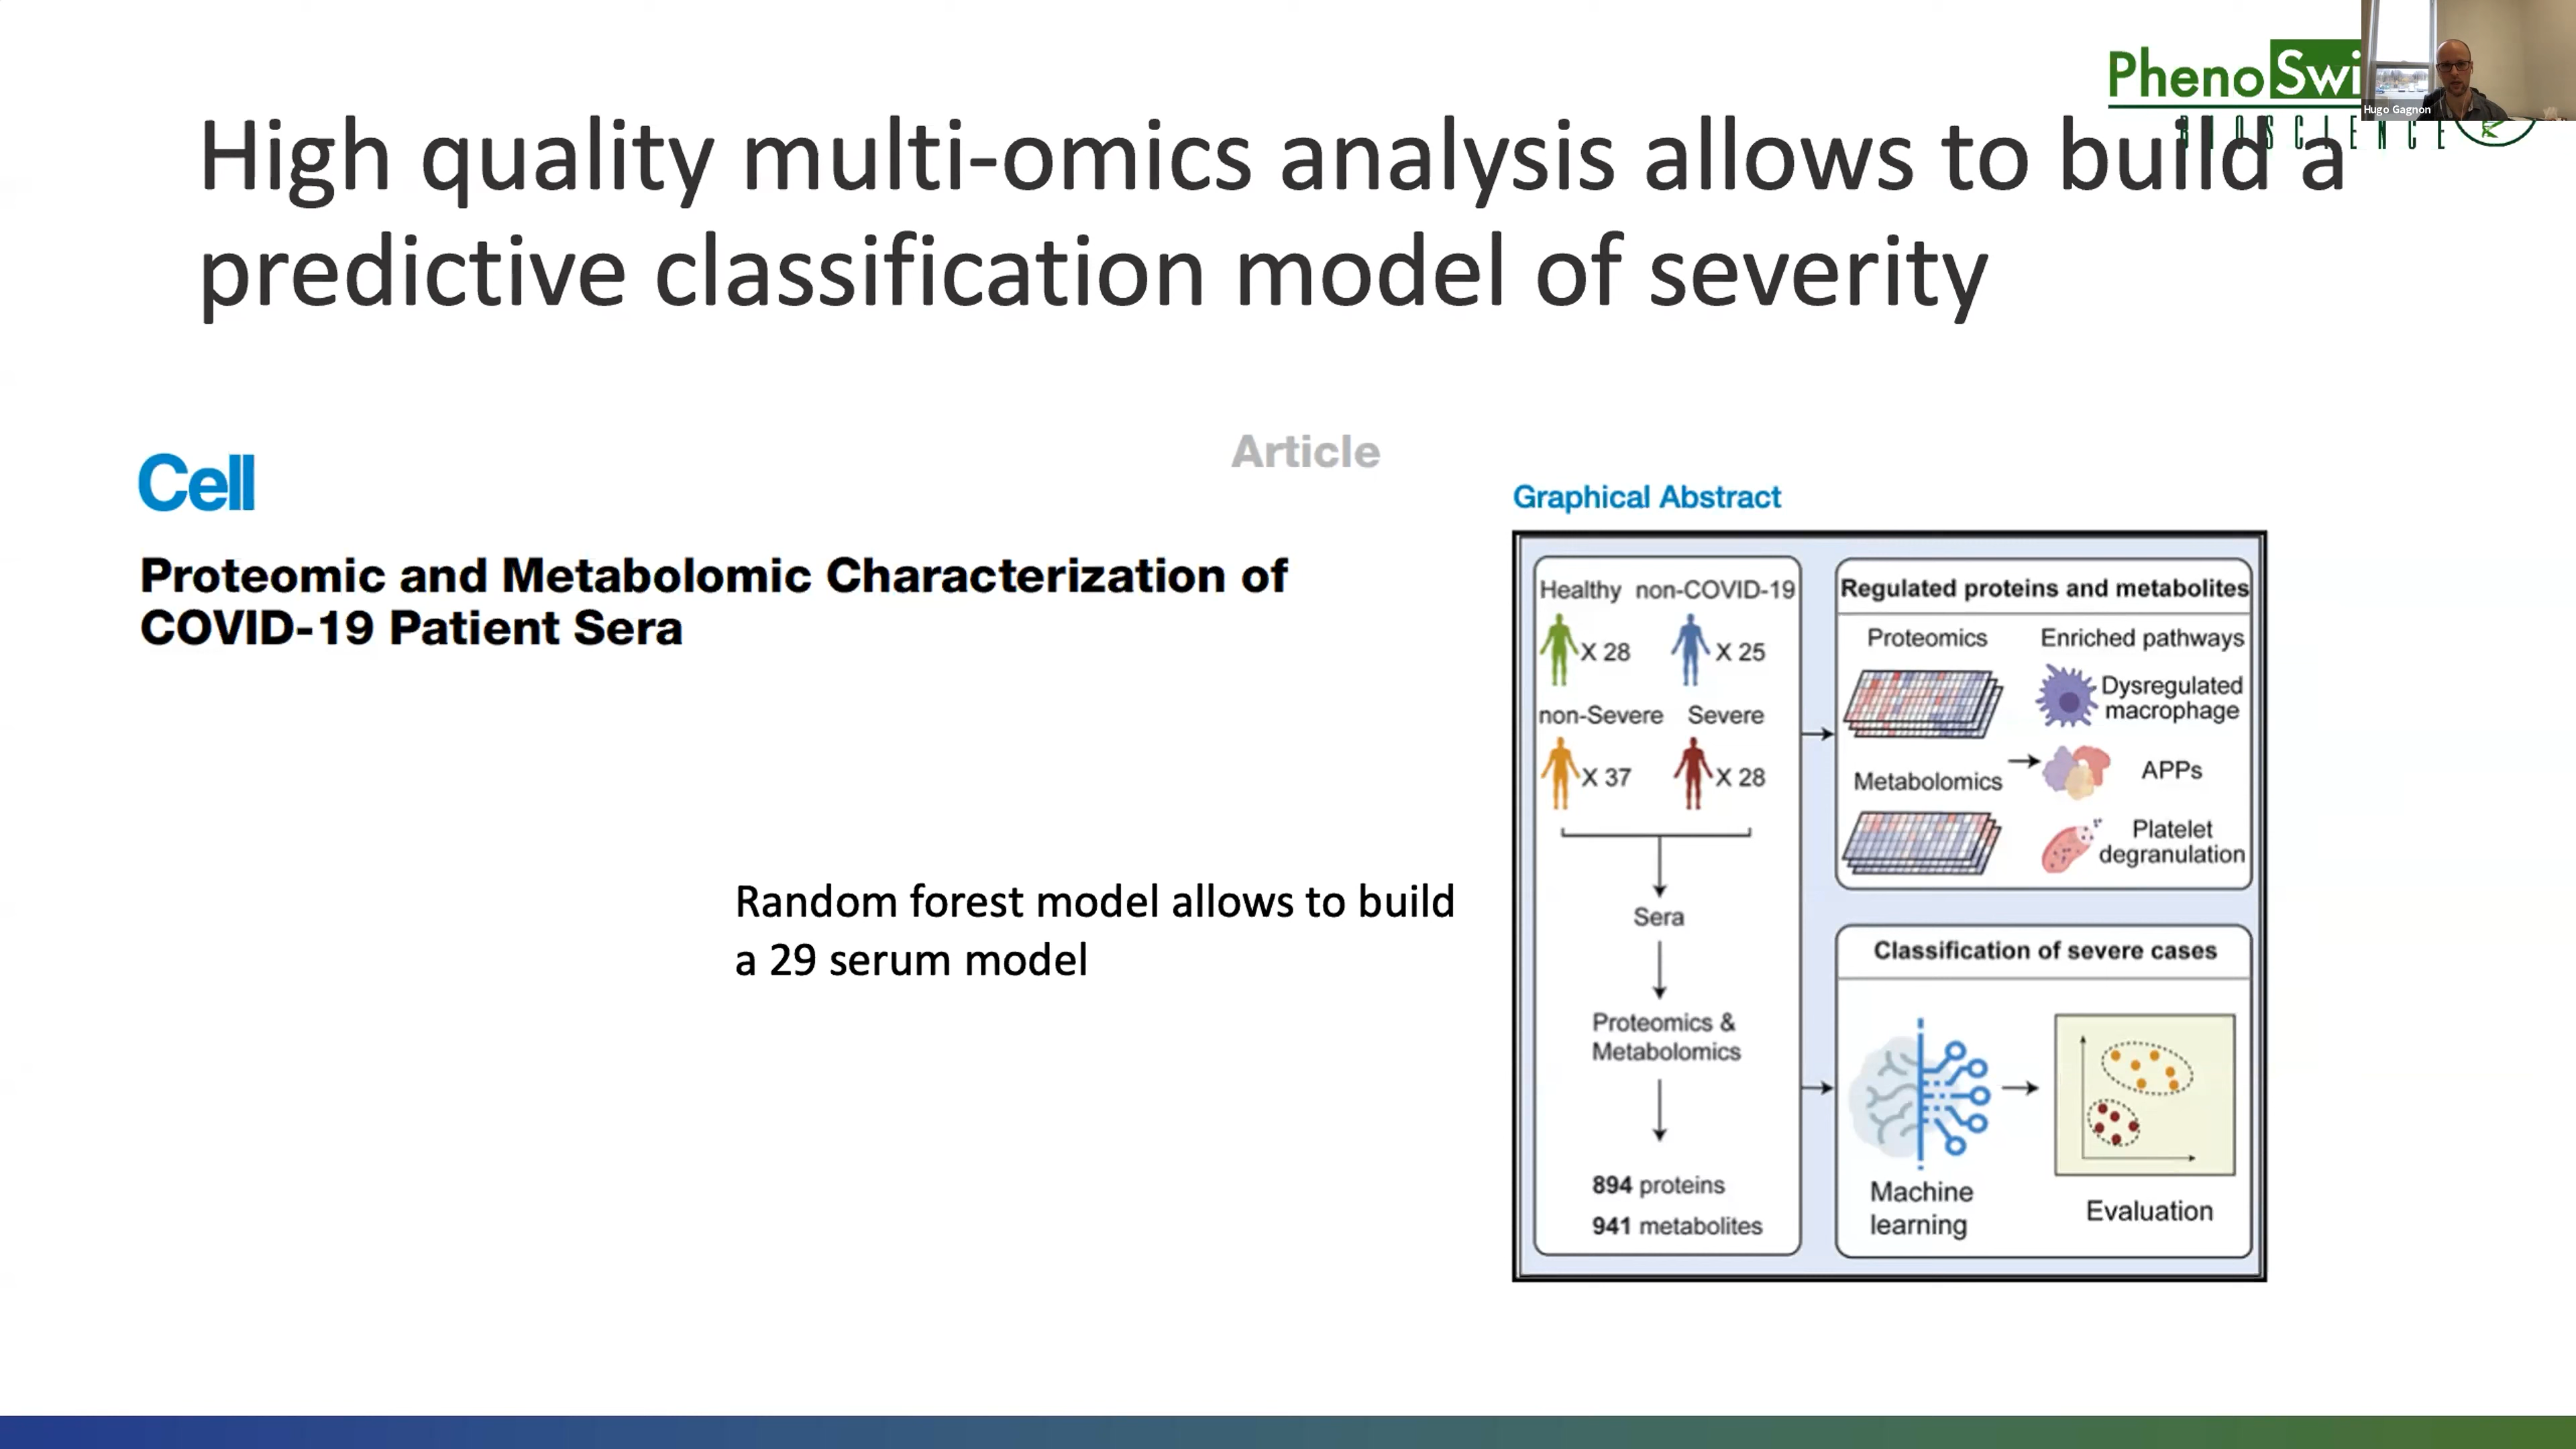 PhenoSwi
Hugo Gagnon
BIOSCIENCE
High quality multi-omics analysis allows to build a
predictive classification model of severity
Article
Cell
Proteomic and Metabolomic Characterization of
COVID-19 Patient Sera
Random forest model allows to build
a 29 serum model
Graphical Abstract
Healthy non-COVID-19
X 28 X 25
non-Severe Severe
X 37 X 28
Sera
Proteomics &
Metabolomics
894 proteins
941 metabolites
Regulated proteins and metabolites
Proteomics Enriched pathways
Dysregulated
macrophage
Metabolomics
APPs
Platelet
degranulation
Classification of severe cases
Machine
learning
Evaluation